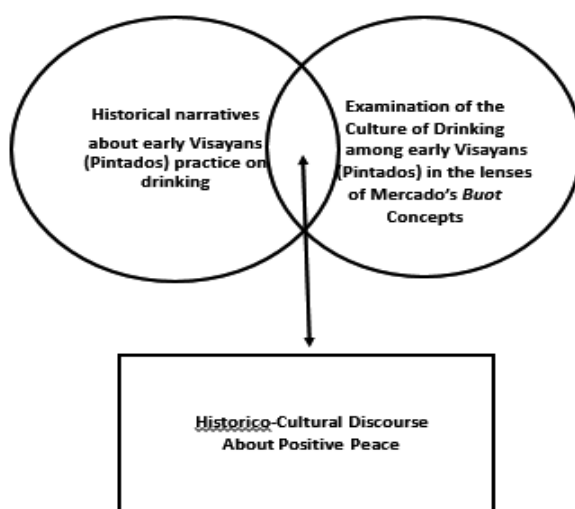 Historical narratives
about early Visayans
(Pintados) practice on
drinking
Examination of the
Culture of Drinking
among early Visayans
(Pintados) in the lenses
of Mercado's Buot
Concepts
Historico-Cultural Discourse
About Positive Peace